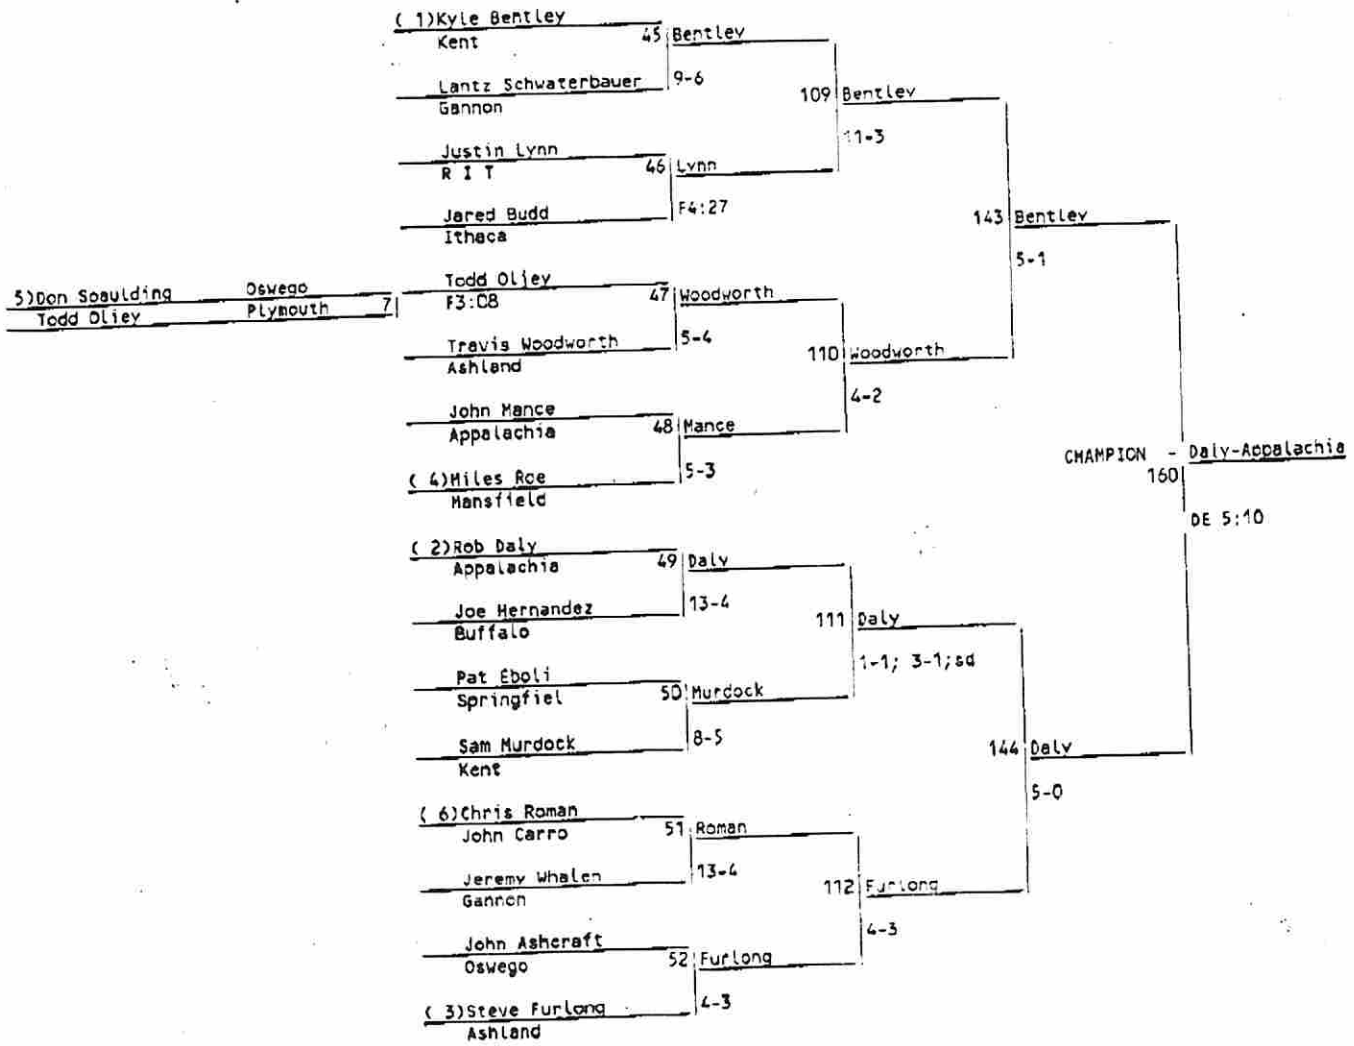 ( 1)Kyle Bentley
Kent
45 Bentley
9-6
Lantz Schwaterbauer
Gannon
109 Bentley
11-3
Justin Lynn
R I T
46 Lynn
F4:27
Jared Budd
Ithaca
143 Bentley
5-1
5)Don Spaulding Oswego
Todd Oliey Plymouth 7
Todd Oljey
F3:08
47 Woodworth
5-4
Travis Woodworth
Ashland
110 Woodworth
4-2
John Mance
Appalachia
48 Mance
5-3
( 4)Miles Roe
Mansfield
CHAMPION - Daly-Appalachia
160
DE 5:10
( 2)Rob Daly
Appalachia
49 Daly
13-4
Joe Hernandez
Buffalo
111 Daly
1-1; 3-1;sd
Pat Eboli
Springfiel
50 Murdock
8-5
Sam Murdock
Kent
144 Daly
5-0
( 6)Chris Roman
John Carro
51 Roman
13-4
Jeremy Whalen
Gannon
112 Furlong
4-3
John Ashcraft
Oswego
52 Furlong
4-3
( 3)Steve Furlong
Ashland